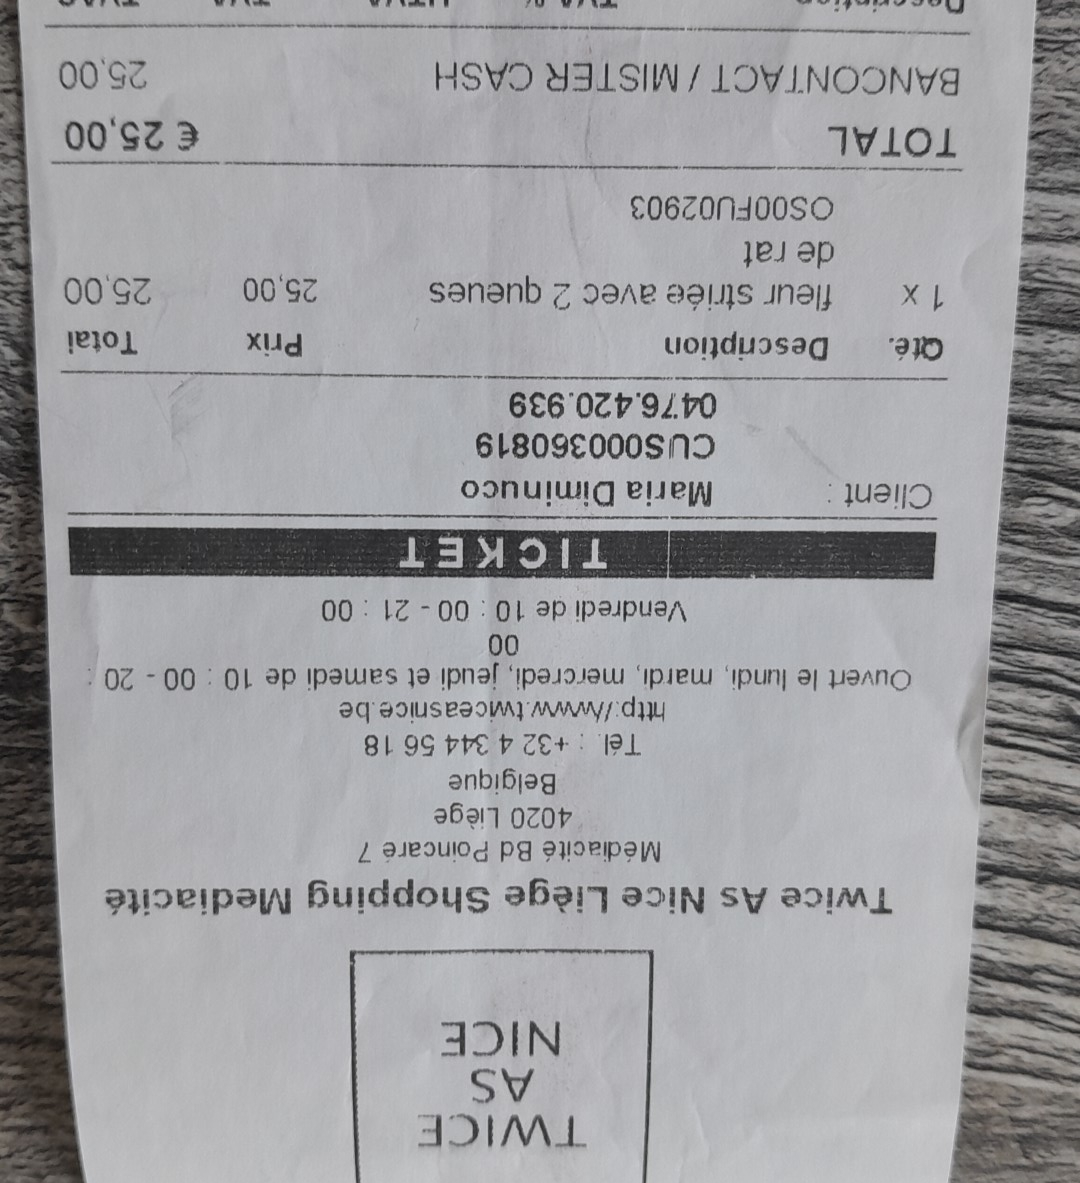 TWICE
AS
NICE
Twice As Nice Liège Shopping Mediacité
Médiacité Bd Poincaré 7
4020 Liège
Belgique
Tél. : +32 4 344 56 18
http://www.twiceasnice.be
Ouvert le lundi, mardi, mercredi, jeudi et samedi de 10 : 00 - 20 :
00
Vendredi de 10 : 00 - 21 : 00
TICKET
Client : Maria Diminuco
CUS000360819
0476.420.939
Qté. Description Prix Total
1 x fleur striée avec 2 queues 25,00 25,00
de rat
OS00FU02903
TOTAL € 25,00
BANCONTACT / MISTER CASH 25,00
Description TVA %